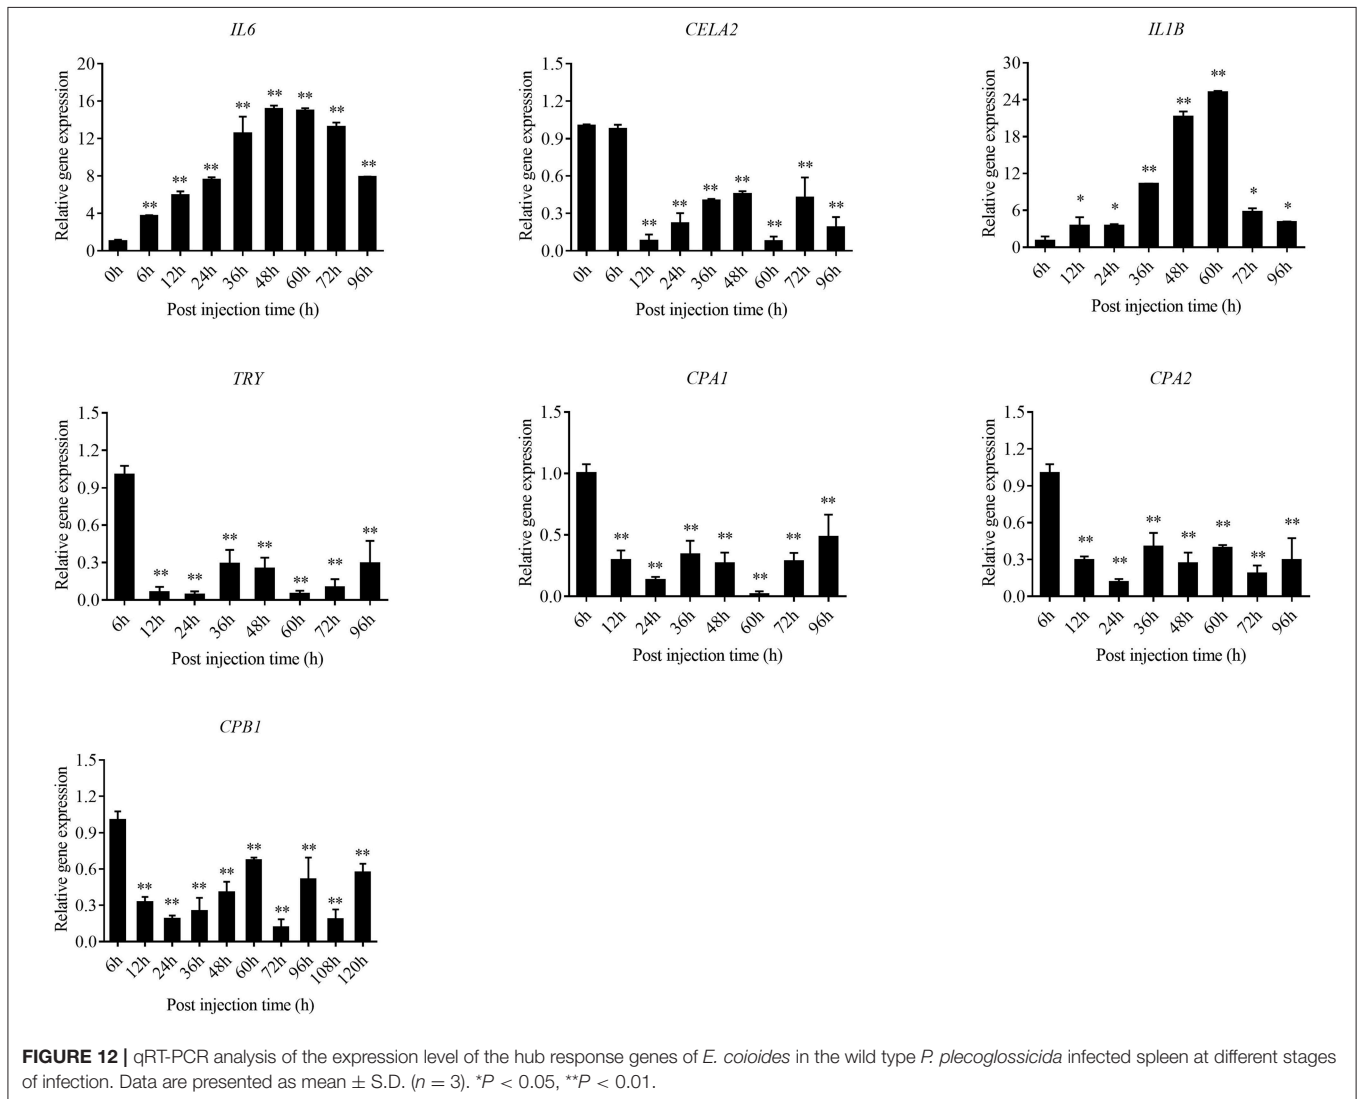 IL6
Relative gene expression
20
16
12
8
4
0
** ** ** ** ** ** ** **
0h 6h 12h 24h 36h 48h 60h 72h 96h
Post injection time (h)
CELA2
Relative gene expression
1.5
1.2
0.9
0.6
0.3
0.0
** ** ** ** ** ** **
0h 6h 12h 24h 36h 48h 60h 72h 96h
Post injection time (h)
IL1B
Relative gene expression
30
24
18
12
6
0
* * ** ** ** * *
6h 12h 24h 36h 48h 60h 72h 96h
Post injection time (h)
TRY
Relative gene expression
1.5
1.2
0.9
0.6
0.3
0.0
** ** ** ** ** ** **
6h 12h 24h 36h 48h 60h 72h 96h
Post injection time (h)
CPA1
Relative gene expression
1.5
1.0
0.5
0.0
** ** ** ** ** ** **
6h 12h 24h 36h 48h 60h 72h 96h
Post injection time (h)
CPA2
Relative gene expression
1.5
1.2
0.9
0.6
0.3
0.0
** ** ** ** ** ** **
6h 12h 24h 36h 48h 60h 72h 96h
Post injection time (h)
CPB1
Relative gene expression
1.5
1.2
0.9
0.6
0.3
0.0
** ** ** ** ** ** ** ** **
6h 12h 24h 36h 48h 60h 72h 96h 108h 120h
Post injection time (h)
FIGURE 12 | qRT-PCR analysis of the expression level of the hub response genes of E. coioides in the wild type P. plecoglossicida infected spleen at different stages
of infection. Data are presented as mean ± S.D. (n = 3). *P < 0.05, **P < 0.01.